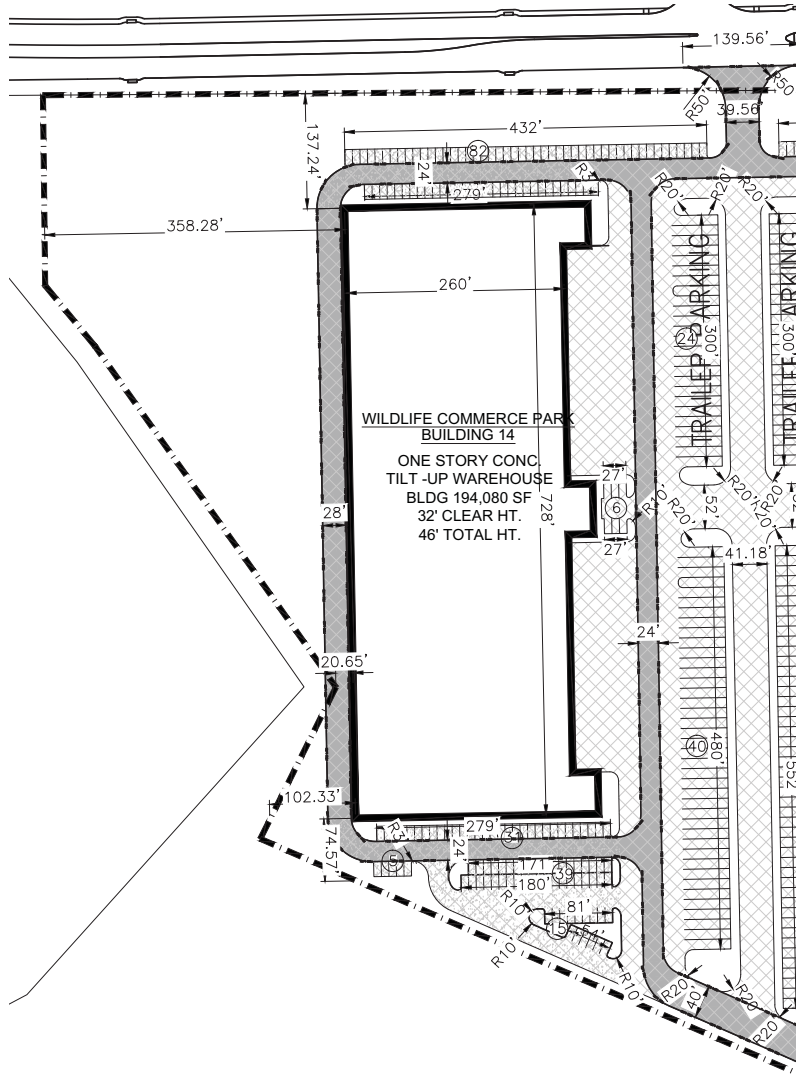 139.56'
R50'
R50'
39.56'
432'
82
137.24'
24'
279'
R20'
R20'
R20'
358.28'
260'
TRAILER PARKING
TRAILER PARKING
24
300'
300'
WILDLIFE COMMERCE PARK
BUILDING 14
ONE STORY CONC.
TILT -UP WAREHOUSE
BLDG 194,080 SF
32' CLEAR HT.
46' TOTAL HT.
728'
27'
6
R10'
R20'
R20'
R20'
52'
28'
27'
41.18'
24'
20.65'
40
480'
552'
102.33'
279'
74.57'
24'
5
171'
39
180'
R10'
81'
15
54'
R10'
R10'
R20'
R20'
40'
R20'